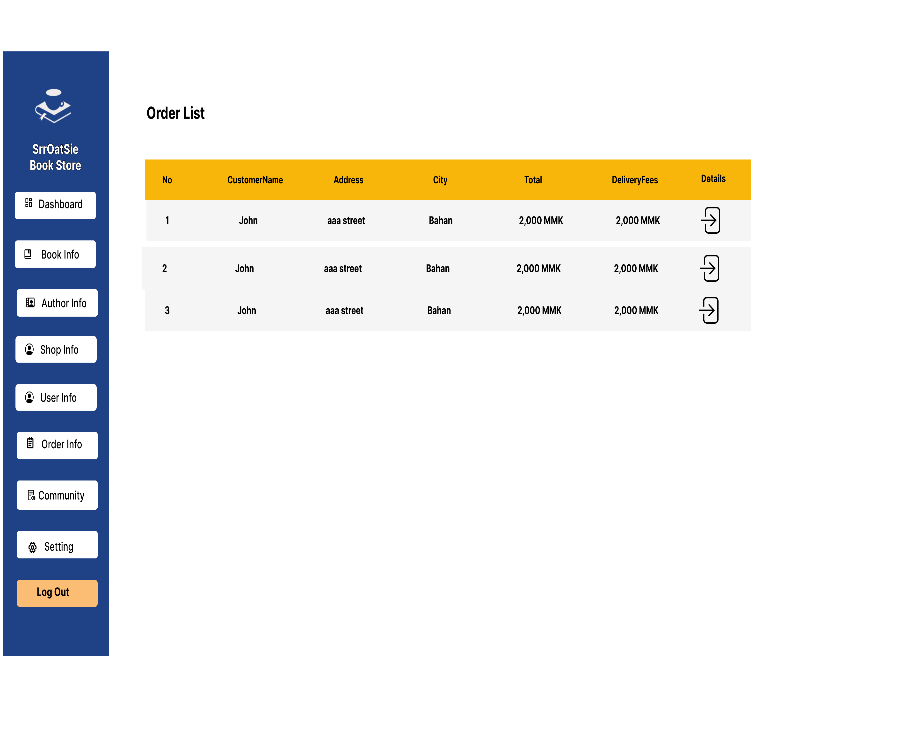 SrrOatSie
Book Store
Dashboard
Book Info
Author Info
Shop Info
User Info
Order Info
Community
Setting
Log Out
Order List
No CustomerName Address City Total DeliveryFees Details
1 John aaa street Bahan 2,000 MMK 2,000 MMK
2 John aaa street Bahan 2,000 MMK 2,000 MMK
3 John aaa street Bahan 2,000 MMK 2,000 MMK